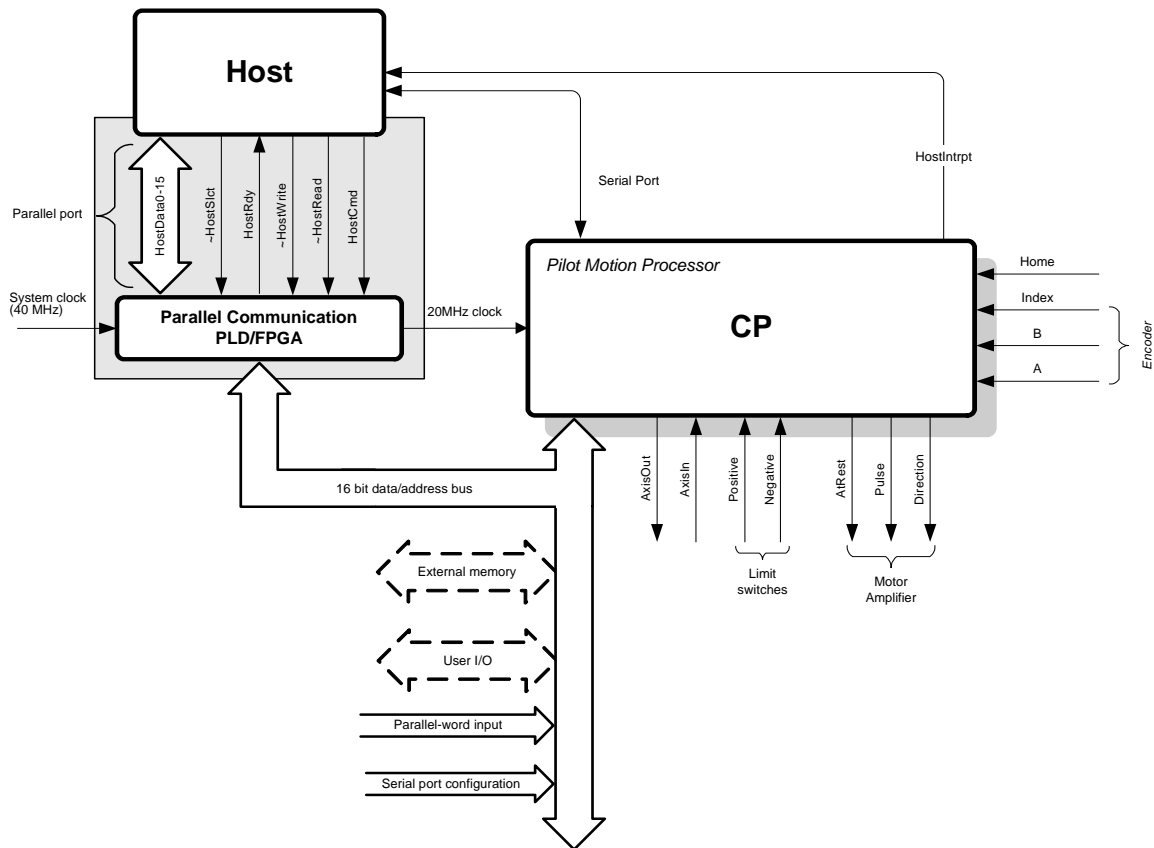 Host
HostIntrpt
Serial Port
Parallel port
HostData0-15
~HostSlct
HostRdy
~HostWrite
~HostRead
HostCmd
System clock
(40 MHz)
Parallel Communication
PLD/FPGA
20MHz clock
Pilot Motion Processor
CP
Home
Index
B
A
Encoder
16 bit data/address bus
AxisOut
AxisIn
Positive
Negative
AtRest
Pulse
Direction
Limit
switches
Motor
Amplifier
External memory
User I/O
Parallel-word input
Serial port configuration